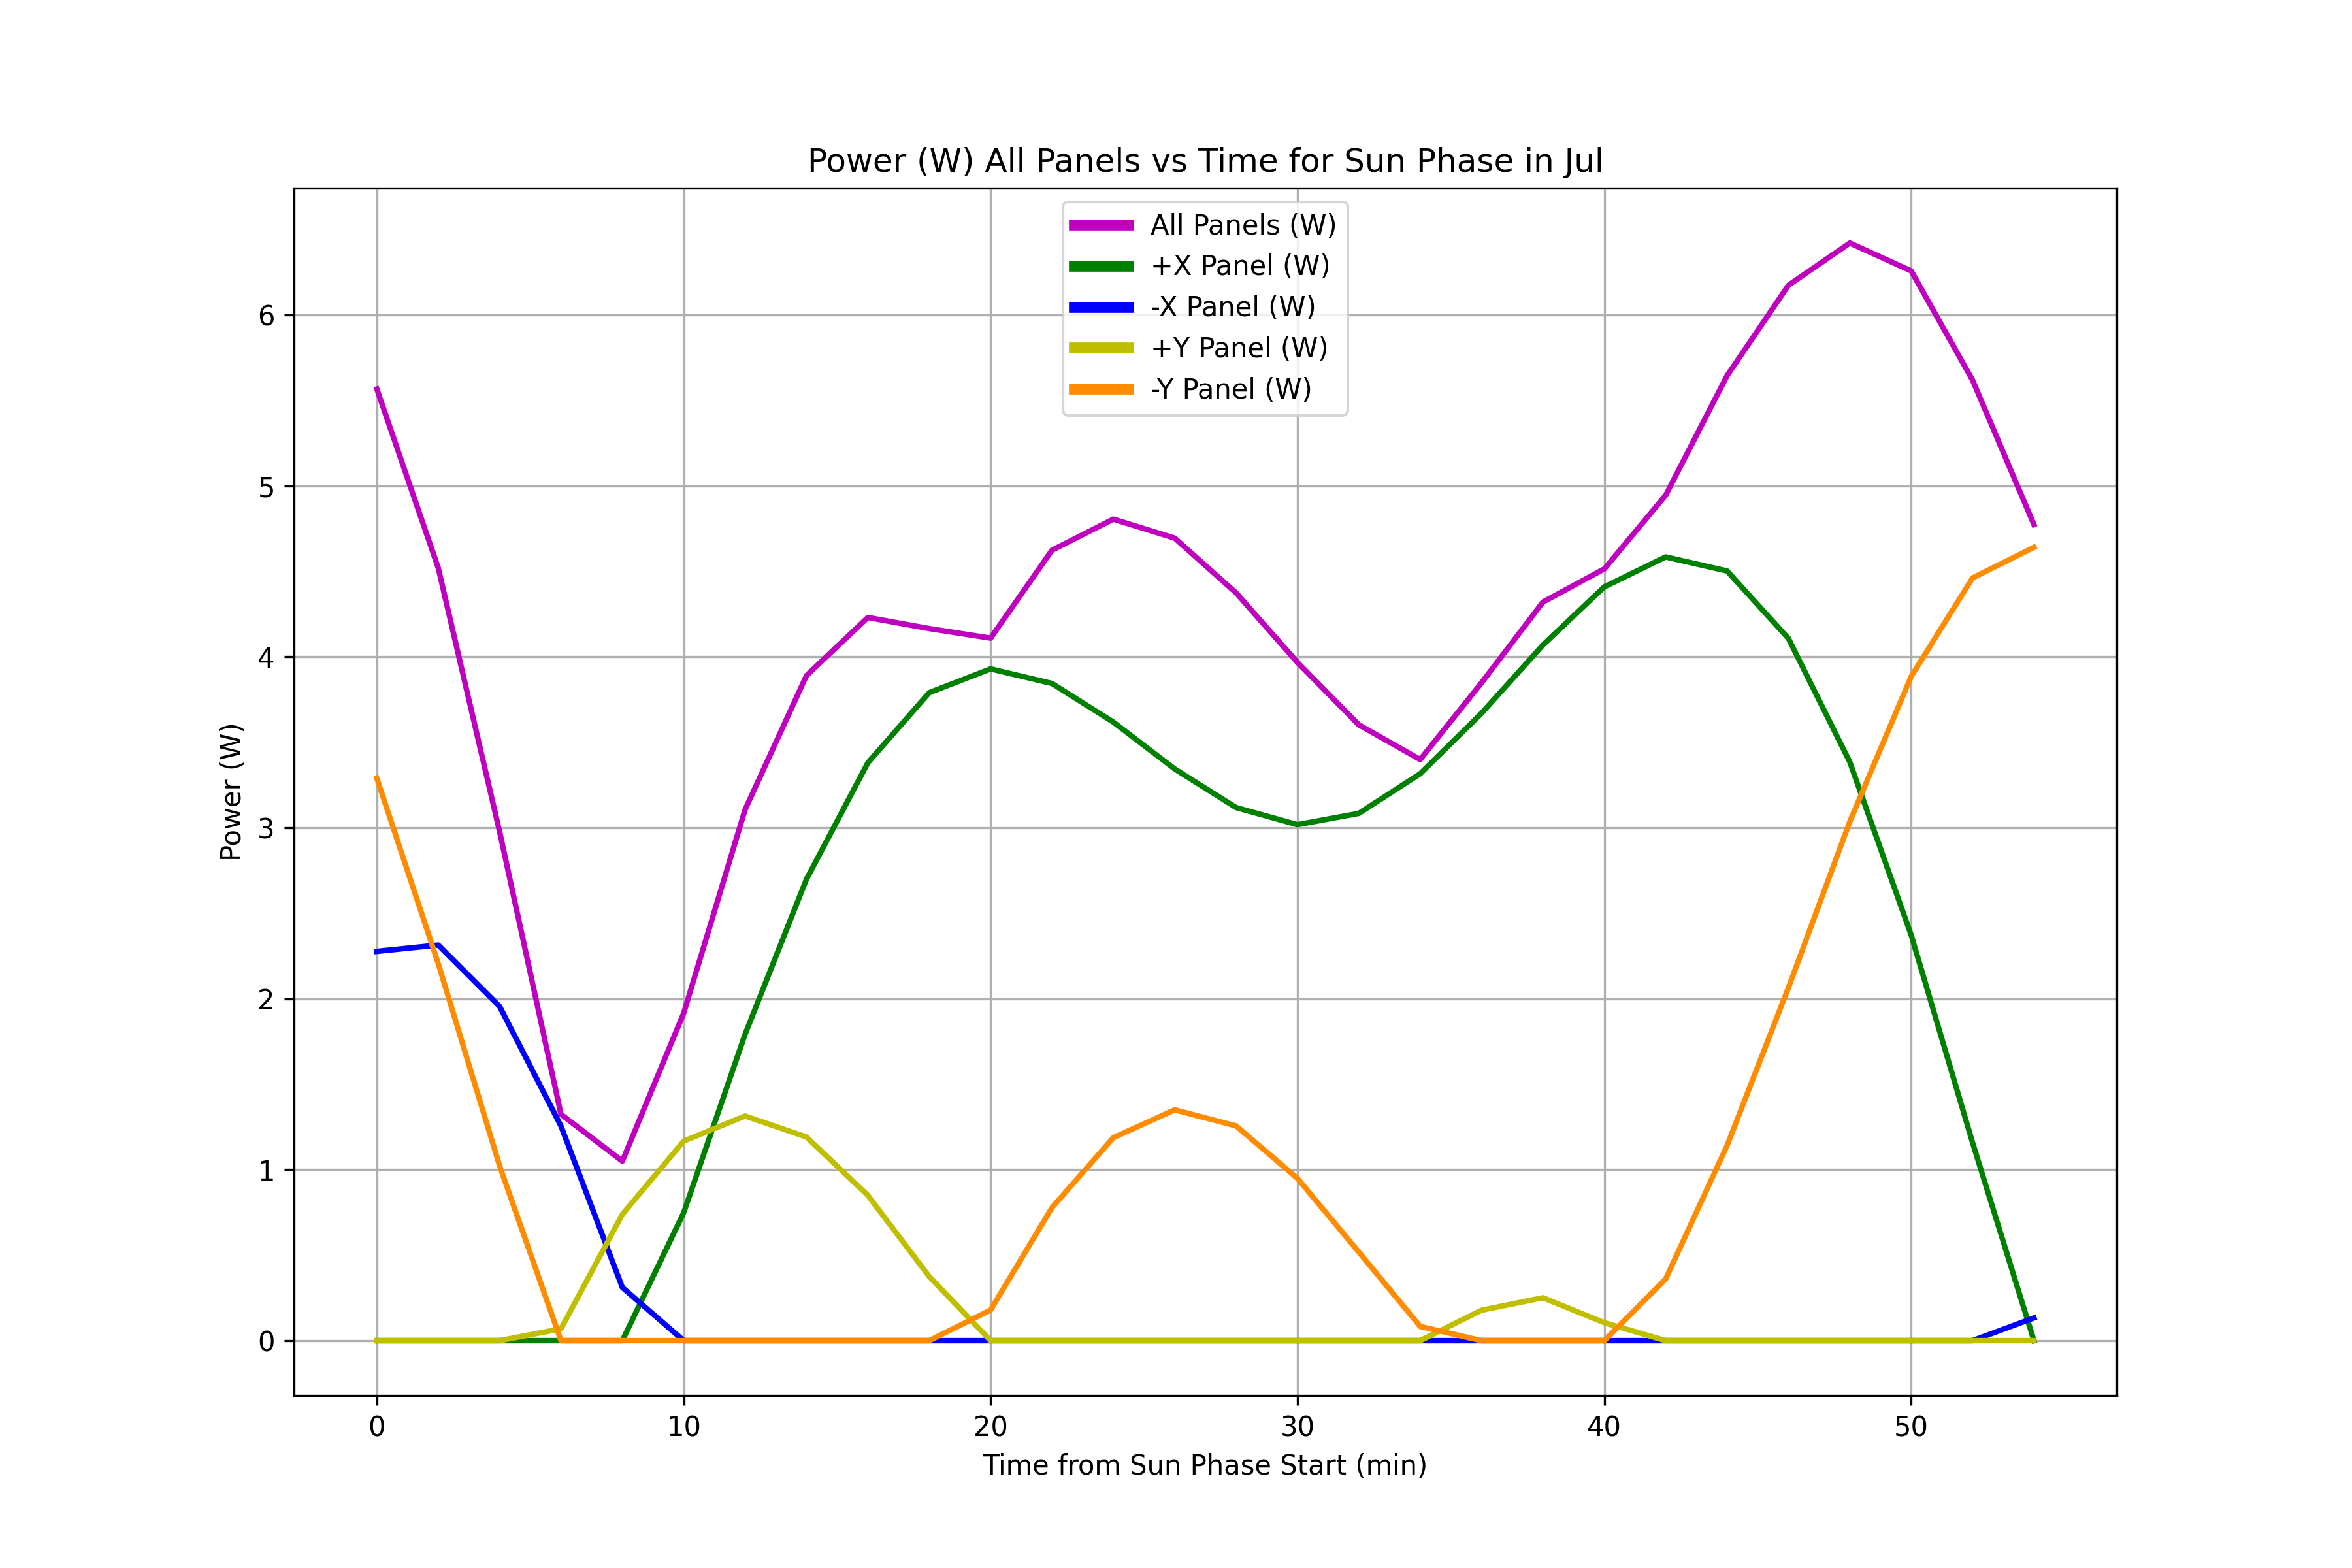 Power (W) All Panels vs Time for Sun Phase in Jul
All Panels (W)
+X Panel (W)
-X Panel (W)
+Y Panel (W)
-Y Panel (W)
Power (W)
6
5
4
3
2
1
0
0 10 20 30 40 50
Time from Sun Phase Start (min)